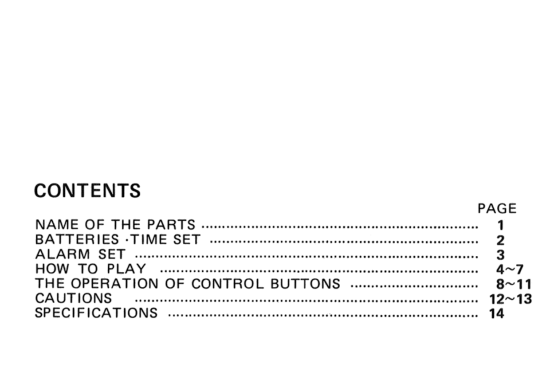 CONTENTS
PAGE
NAME OF THE PARTS ........................................................ 1
BATTERIES ·TIME SET ........................................................ 2
ALARM SET ........................................................ 3
HOW TO PLAY ........................................................ 4~7
THE OPERATION OF CONTROL BUTTONS ............................ 8~11
CAUTIONS ........................................................ 12~13
SPECIFICATIONS ........................................................ 14